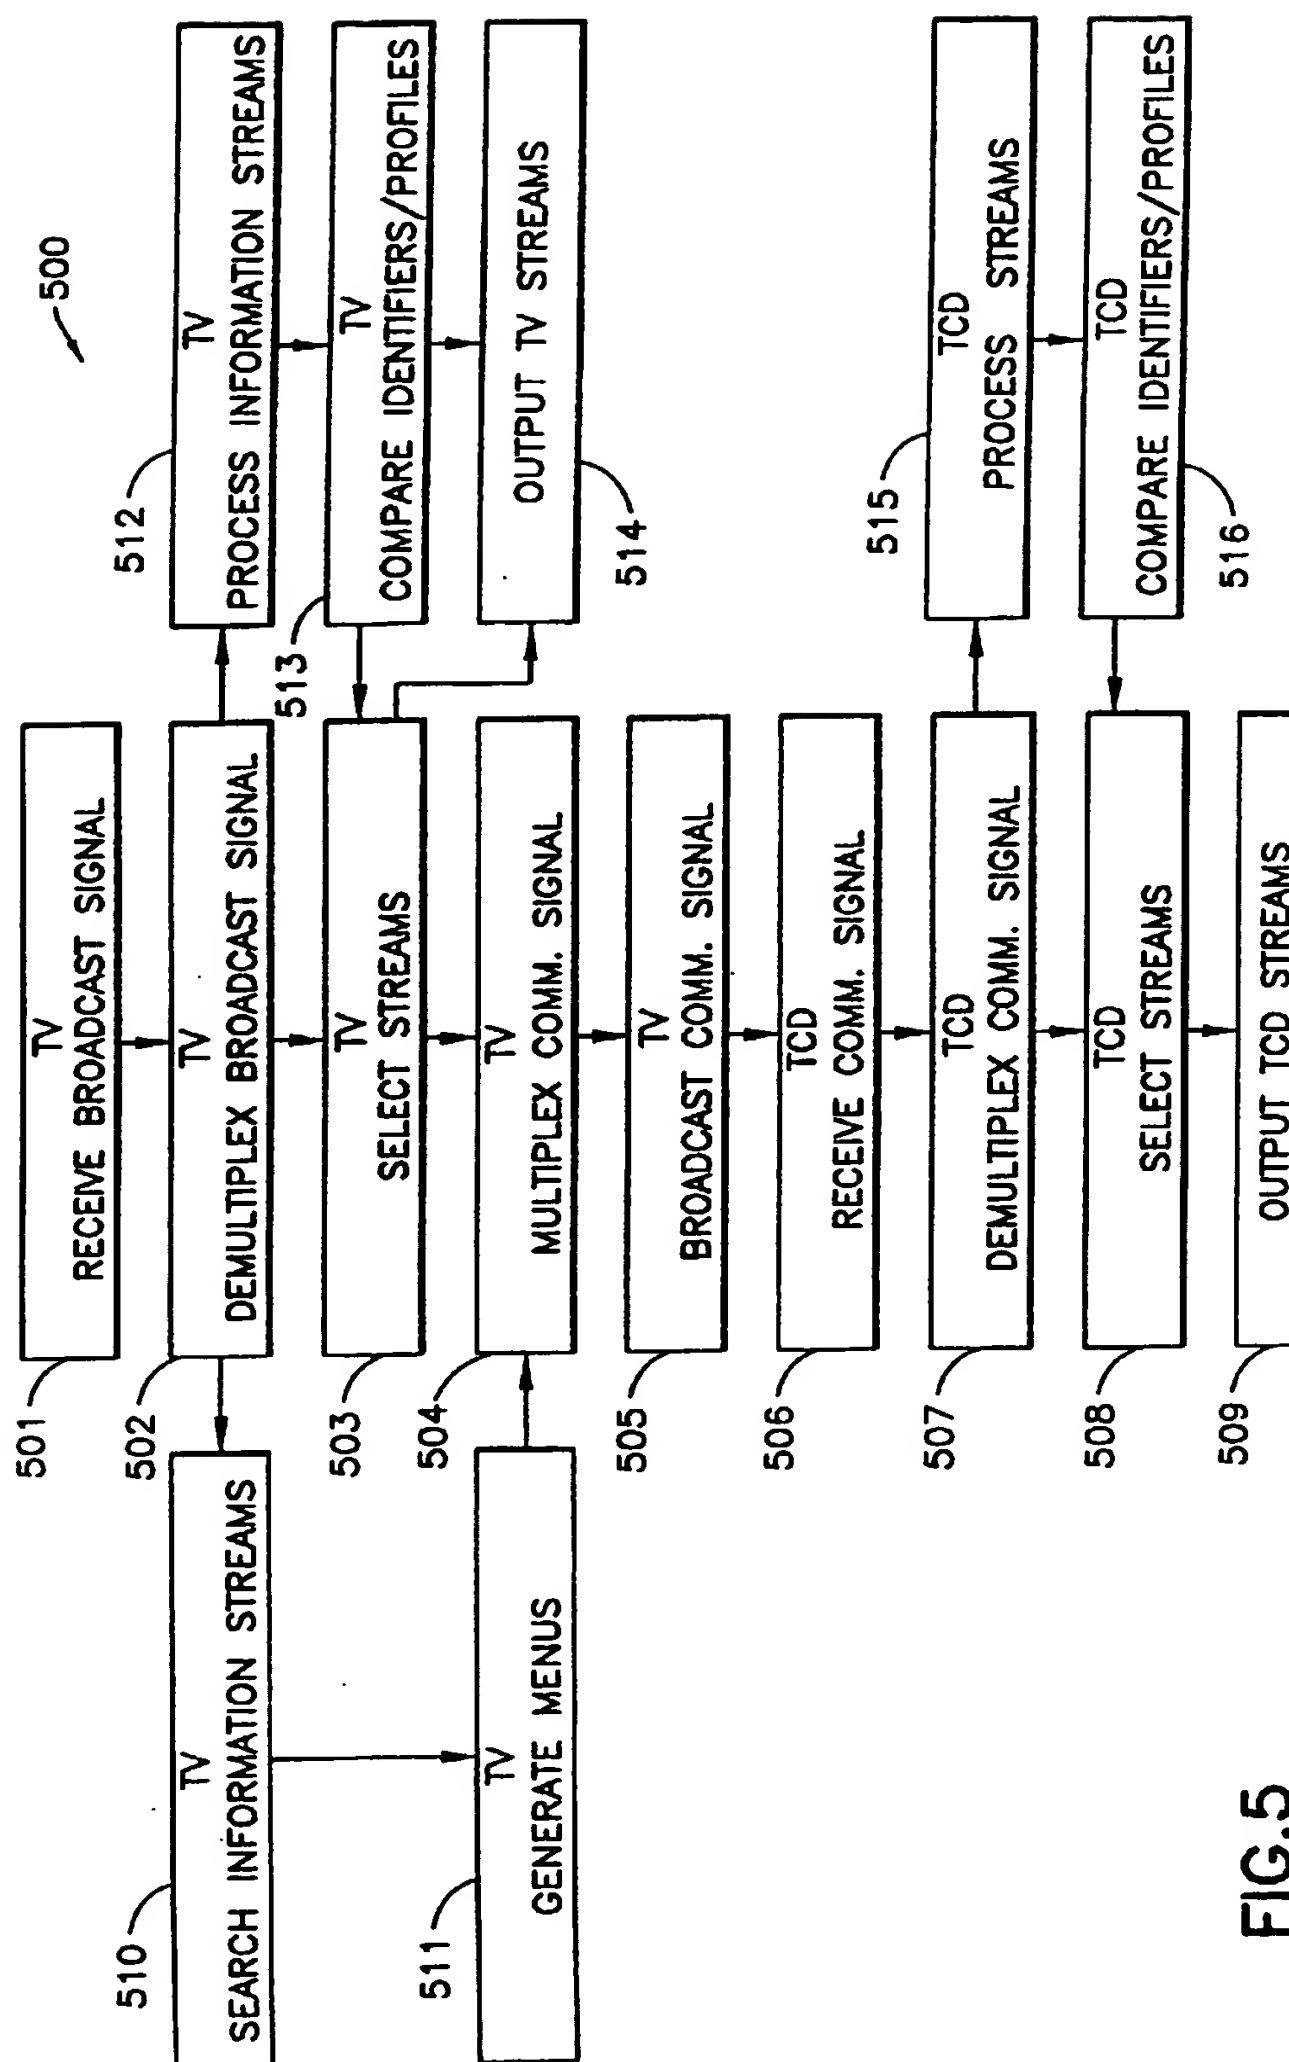 500
501
TV
RECEIVE BROADCAST SIGNAL
502
TV
DEMULTIPLEX BROADCAST SIGNAL
503
TV
SELECT STREAMS
504
TV
MULTIPLEX COMM. SIGNAL
505
TV
BROADCAST COMM. SIGNAL
506
TCD
RECEIVE COMM. SIGNAL
507
TCD
DEMULTIPLEX COMM. SIGNAL
508
TCD
SELECT STREAMS
509
OUTPUT TCD STREAMS
510
TV
SEARCH INFORMATION STREAMS
511
TV
GENERATE MENUS
512
TV
PROCESS INFORMATION STREAMS
513
TV
COMPARE IDENTIFIERS/PROFILES
514
OUTPUT TV STREAMS
515
TCD
PROCESS STREAMS
516
TCD
COMPARE IDENTIFIERS/PROFILES
FIG.5